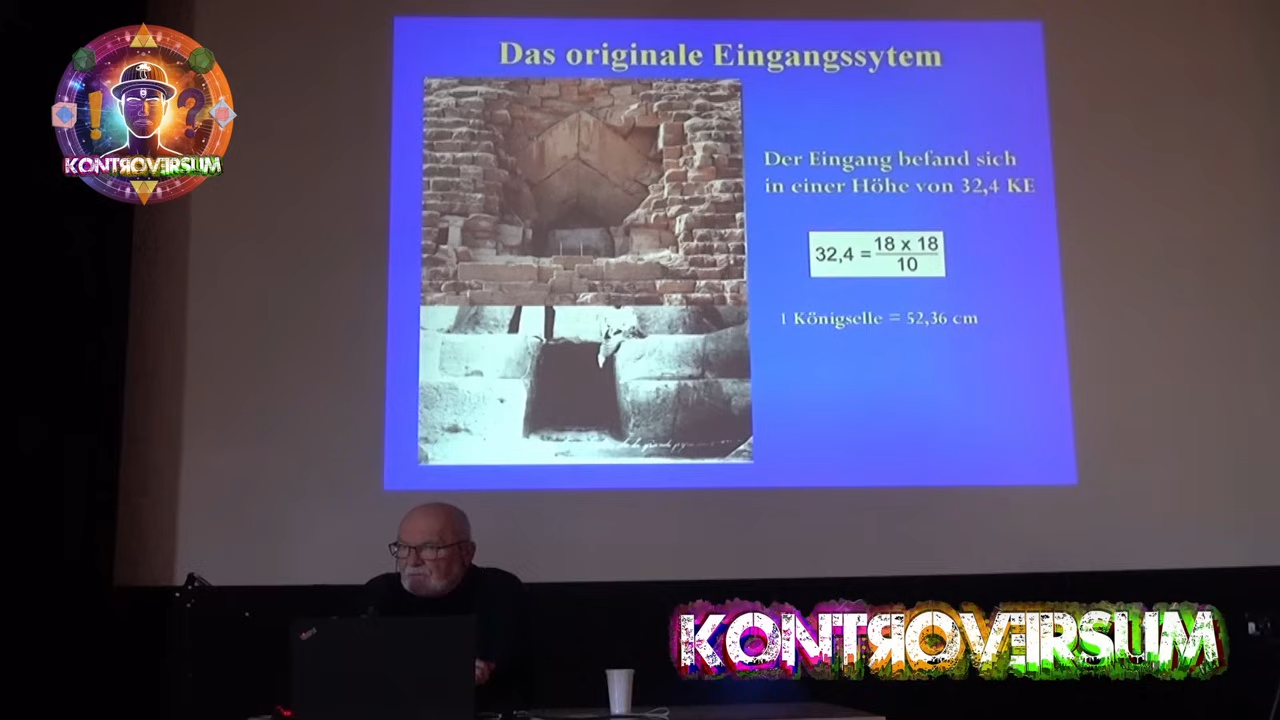 Das originale Eingangssytem
Der Eingang befand sich
in einer Höhe von 32,4 KE
32,4 = 18 x 18
10
1 Königselle = 52,36 cm
! ?
KONTROVERSUM
KONTROVERSUM